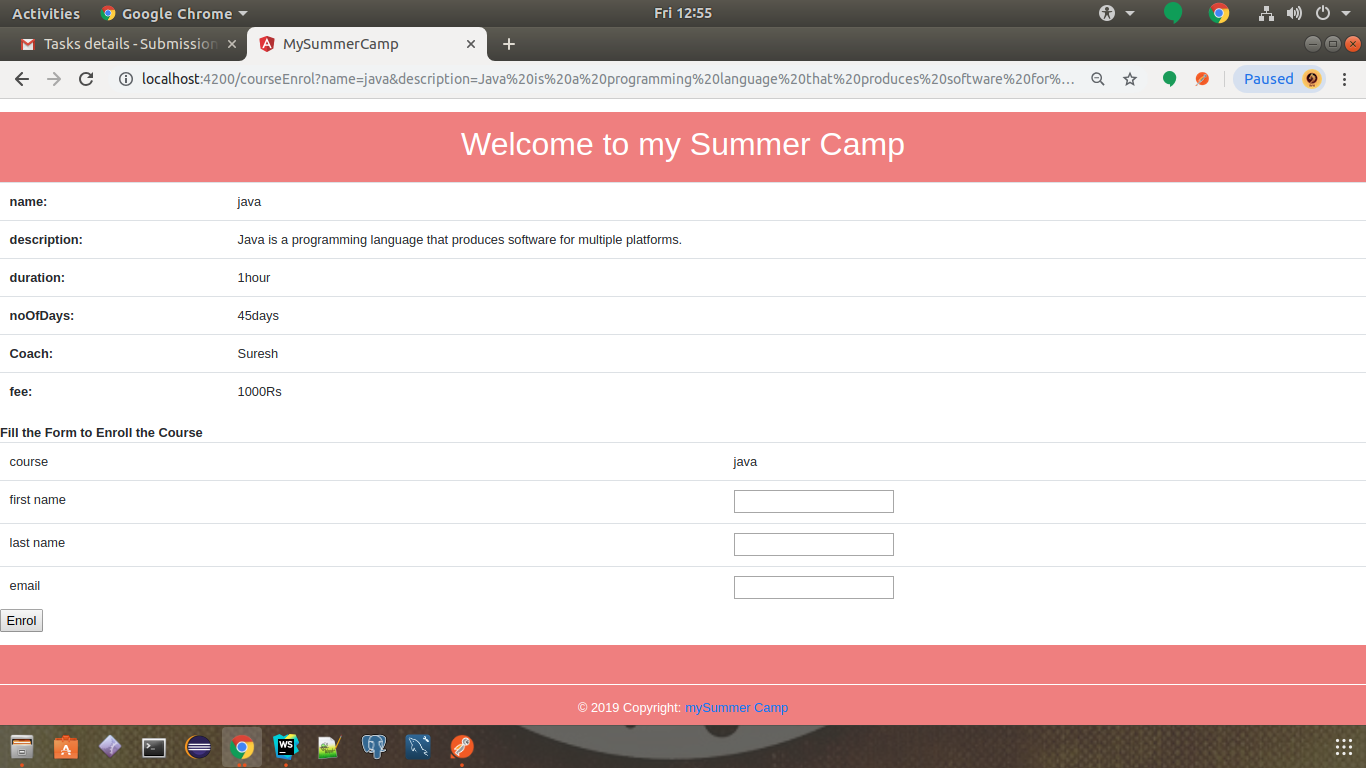 Activities Google Chrome Fri 12:55
Tasks details - Submission MySummerCamp
localhost:4200/courseEnrol?name=java&description=Java%20is%20a%20programming%20language%20that%20produces%20software%20for%... Paused
Welcome to my Summer Camp
name: java
description: Java is a programming language that produces software for multiple platforms.
duration: 1hour
noOfDays: 45days
Coach: Suresh
fee: 1000Rs
Fill the Form to Enroll the Course
course java
first name
last name
email
Enrol
© 2019 Copyright: mySummer Camp
WS